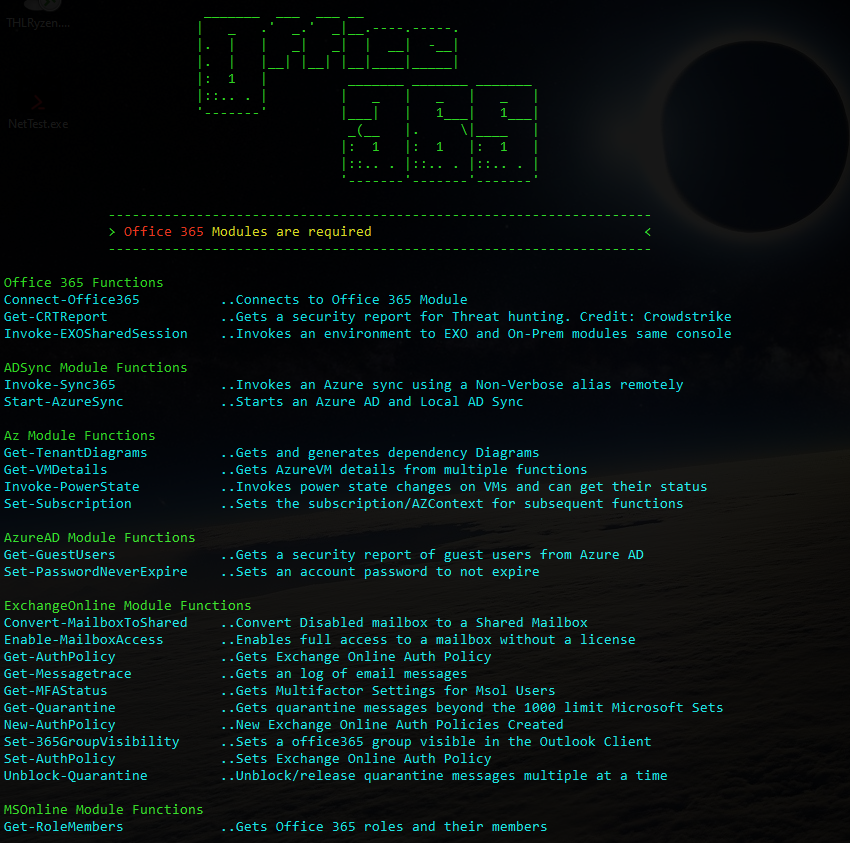 THLRyzen....
Office
NetTest.exe
365
> Office 365 Modules are required <
Office 365 Functions
Connect-Office365 ..Connects to Office 365 Module
Get-CRTReport ..Gets a security report for Threat hunting. Credit: Crowdstrike
Invoke-EXOSharedSession ..Invokes an environment to EXO and On-Prem modules same console
ADSync Module Functions
Invoke-Sync365 ..Invokes an Azure sync using a Non-Verbose alias remotely
Start-AzureSync ..Starts an Azure AD and Local AD Sync
Az Module Functions
Get-TenantDiagrams ..Gets and generates dependency Diagrams
Get-VMDetails ..Gets AzureVM details from multiple functions
Invoke-PowerState ..Invokes power state changes on VMs and can get their status
Set-Subscription ..Sets the subscription/AZContext for subsequent functions
AzureAD Module Functions
Get-GuestUsers ..Gets a security report of guest users from Azure AD
Set-PasswordNeverExpire ..Sets an account password to not expire
ExchangeOnline Module Functions
Convert-MailboxToShared ..Convert Disabled mailbox to a Shared Mailbox
Enable-MailboxAccess ..Enables full access to a mailbox without a license
Get-AuthPolicy ..Gets Exchange Online Auth Policy
Get-Messagetrace ..Gets an log of email messages
Get-MFAStatus ..Gets Multifactor Settings for Msol Users
Get-Quarantine ..Gets quarantine messages beyond the 1000 limit Microsoft Sets
New-AuthPolicy ..New Exchange Online Auth Policies Created
Set-365GroupVisibility ..Sets a office365 group visible in the Outlook Client
Set-AuthPolicy ..Sets Exchange Online Auth Policy
Unblock-Quarantine ..Unblock/release quarantine messages multiple at a time
MSOnline Module Functions
Get-RoleMembers ..Gets Office 365 roles and their members